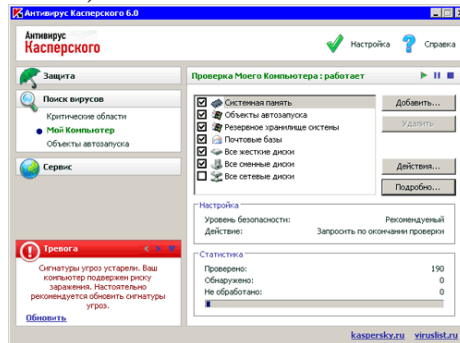 Антивирус Касперского 6.0
Антивирус
Касперского
Настройка
Справка
Защита
Поиск вирусов
Критические области
Мой Компьютер
Объекты автозапуска
Сервис
Тревога
Сигнатуры угроз устарели. Ваш
компьютер подвержен риску
заражения. Настоятельно
рекомендуется обновить сигнатуры
угроз.
Обновить
Проверка Моего Компьютера : работает
Системная память
Объекты автозапуска
Резервное хранилище системы
Почтовые базы
Все жесткие диски
Все сменные диски
Все сетевые диски
Добавить...
Удалить
Действия...
Подробно...
Настройка
Уровень безопасности: Рекомендуемый
Действие: Запросить по окончании проверки
Статистика
Проверено: 190
Обнаружено: 0
Не обработано: 0
kaspersky.ru viruslist.ru